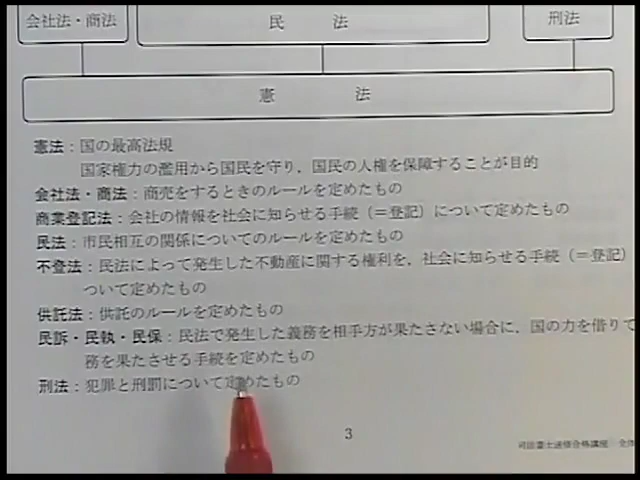 会社法・商法　民　法　刑法
憲　法
憲法：国の最高法規
国家権力の濫用から国民を守り，国民の人権を保障することが目的
会社法・商法：商売をするときのルールを定めたもの
商業登記法：会社の情報を社会に知らせる手続（＝登記）について定めたもの
民法：市民相互の関係についてのルールを定めたもの
不登法：民法によって発生した不動産に関する権利を，社会に知らせる手続（＝登記）
ついて定めたもの
供託法：供託のルールを定めたもの
民訴・民執・民保：民法で発生した義務を相手方が果たさない場合に，国の力を借りて
務を果たさせる手続を定めたもの
刑法：犯罪と刑罰について定めたもの
3
司法書士速修合格講座